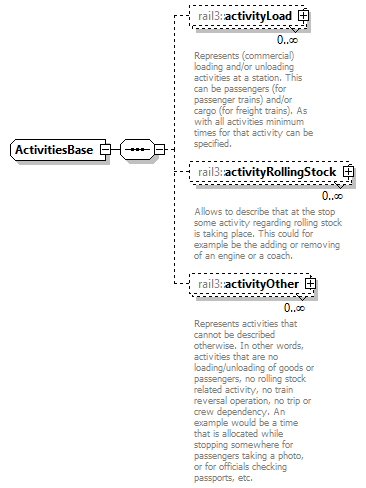 rail3::activityLoad
0..∞
Represents (commercial)
loading and/or unloading
activities at a station. This
can be passengers (for
passenger trains) and/or
cargo (for freight trains). As
with all activities minimum
times for that activity can be
specified.
ActivitiesBase
rail3::activityRollingStock
0..∞
Allows to describe that at the stop
some activity regarding rolling stock
is taking place. This could for
example be the adding or removing
of an engine or a coach.
rail3::activityOther
0..∞
Represents activities that
cannot be described
otherwise. In other words,
activities that are no
loading/unloading of goods or
passengers, no rolling stock
related activity, no train
reversal operation, no trip or
crew dependency. An
example would be a time
that is allocated while
stopping somewhere for
passengers taking a photo,
or for officials checking
passports, etc.